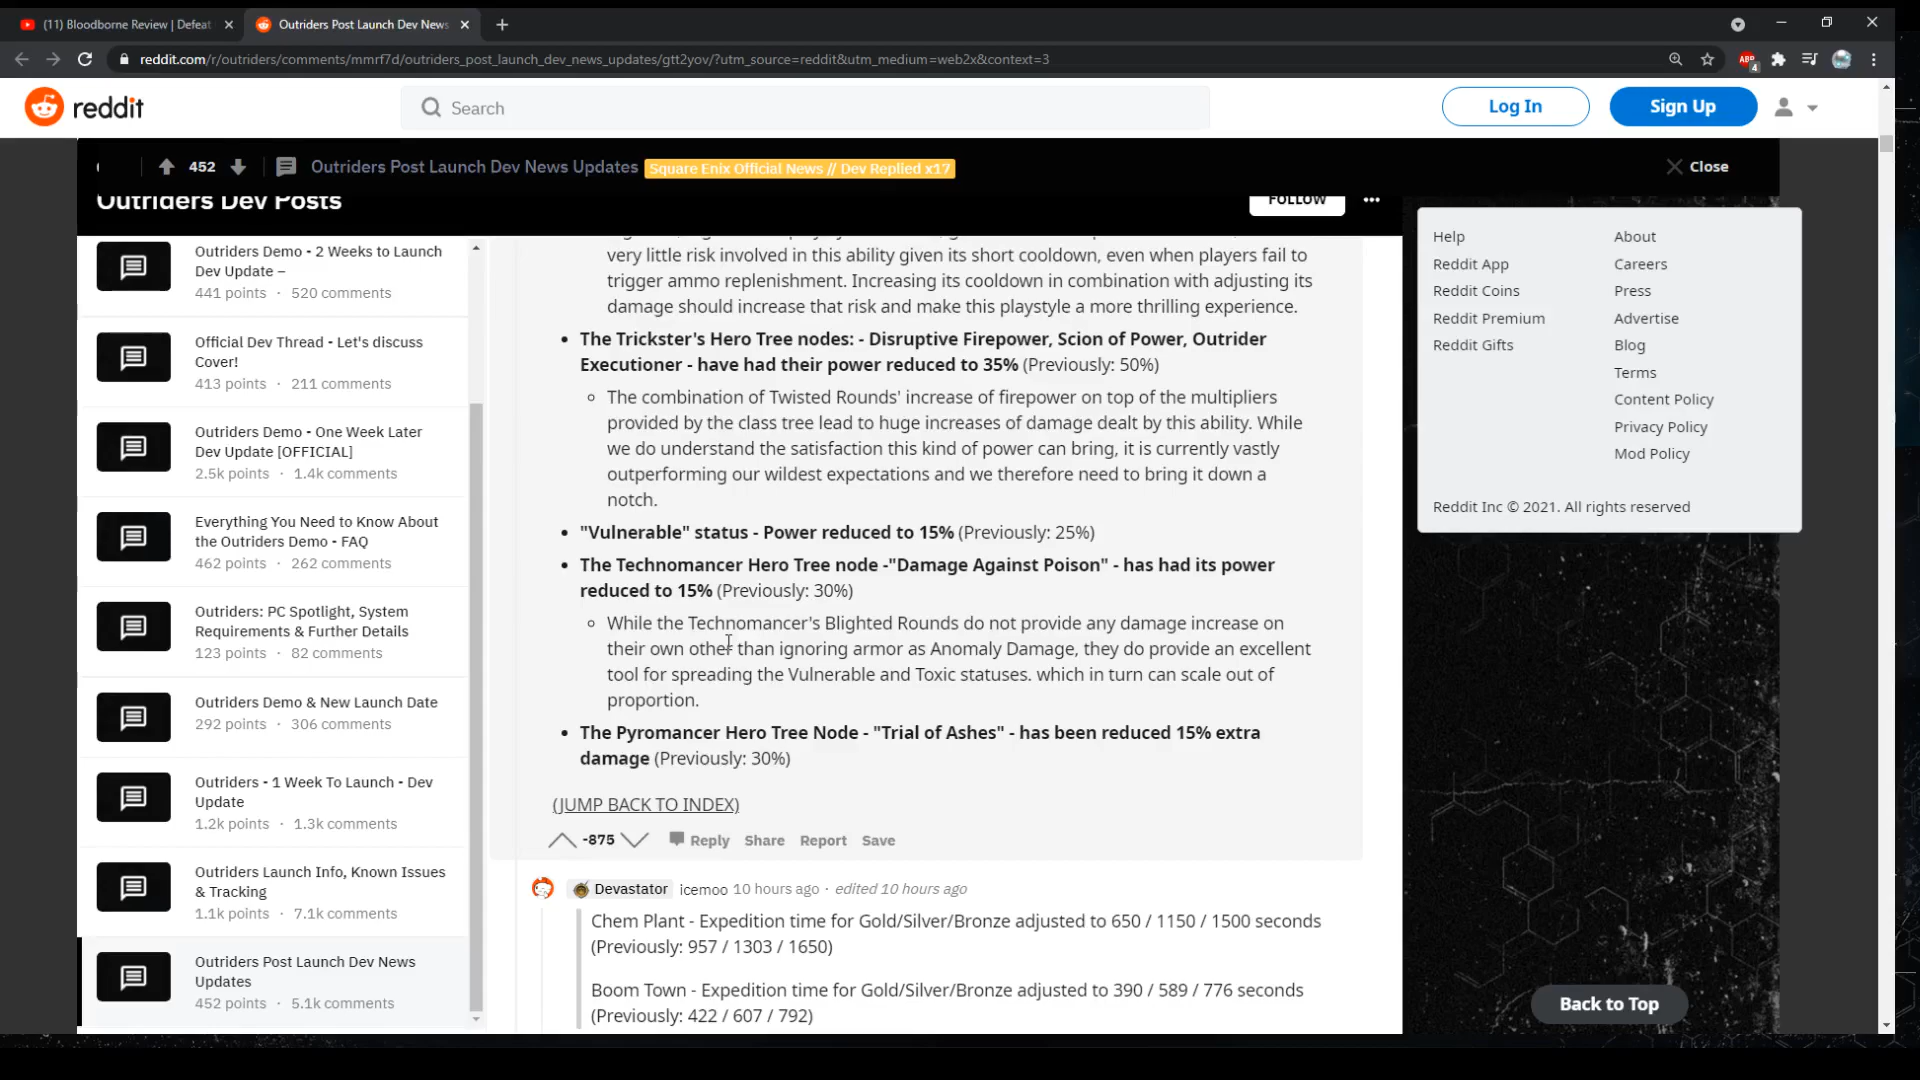 (11) Bloodborne Review | Defeat
Outriders Post Launch Dev News
reddit.com/r/outriders/comments/mmrf7d/outriders_post_launch_dev_news_updates/gtt2yov/?utm_source=reddit&utm_medium=web2x&context=3
ABP
4
reddit
Search
Log In
Sign Up
452
Outriders Post Launch Dev News Updates
Square Enix Official News // Dev Replied x17
Close
Outriders Dev Posts
FOLLOW
Outriders Demo - 2 Weeks to Launch
Dev Update –
441 points · 520 comments
Official Dev Thread - Let's discuss
Cover!
413 points · 211 comments
Outriders Demo - One Week Later
Dev Update [OFFICIAL]
2.5k points · 1.4k comments
Everything You Need to Know About
the Outriders Demo - FAQ
462 points · 262 comments
Outriders: PC Spotlight, System
Requirements & Further Details
123 points · 82 comments
Outriders Demo & New Launch Date
292 points · 306 comments
Outriders - 1 Week To Launch - Dev
Update
1.2k points · 1.3k comments
Outriders Launch Info, Known Issues
& Tracking
1.1k points · 7.1k comments
Outriders Post Launch Dev News
Updates
452 points · 5.1k comments
very little risk involved in this ability given its short cooldown, even when players fail to
trigger ammo replenishment. Increasing its cooldown in combination with adjusting its
damage should increase that risk and make this playstyle a more thrilling experience.
• The Trickster's Hero Tree nodes: - Disruptive Firepower, Scion of Power, Outrider
Executioner - have had their power reduced to 35% (Previously: 50%)
The combination of Twisted Rounds' increase of firepower on top of the multipliers
provided by the class tree lead to huge increases of damage dealt by this ability. While
we do understand the satisfaction this kind of power can bring, it is currently vastly
outperforming our wildest expectations and we therefore need to bring it down a
notch.
• "Vulnerable" status - Power reduced to 15% (Previously: 25%)
• The Technomancer Hero Tree node -"Damage Against Poison" - has had its power
reduced to 15% (Previously: 30%)
While the Technomancer's Blighted Rounds do not provide any damage increase on
their own other than ignoring armor as Anomaly Damage, they do provide an excellent
tool for spreading the Vulnerable and Toxic statuses. which in turn can scale out of
proportion.
• The Pyromancer Hero Tree Node - "Trial of Ashes" - has been reduced 15% extra
damage (Previously: 30%)
(JUMP BACK TO INDEX)
-875 Reply Share Report Save
Devastator icemoo 10 hours ago · edited 10 hours ago
Chem Plant - Expedition time for Gold/Silver/Bronze adjusted to 650 / 1150 / 1500 seconds
(Previously: 957 / 1303 / 1650)
Boom Town - Expedition time for Gold/Silver/Bronze adjusted to 390 / 589 / 776 seconds
(Previously: 422 / 607 / 792)
Help
Reddit App
Reddit Coins
Reddit Premium
Reddit Gifts
About
Careers
Press
Advertise
Blog
Terms
Content Policy
Privacy Policy
Mod Policy
Reddit Inc © 2021. All rights reserved
Back to Top